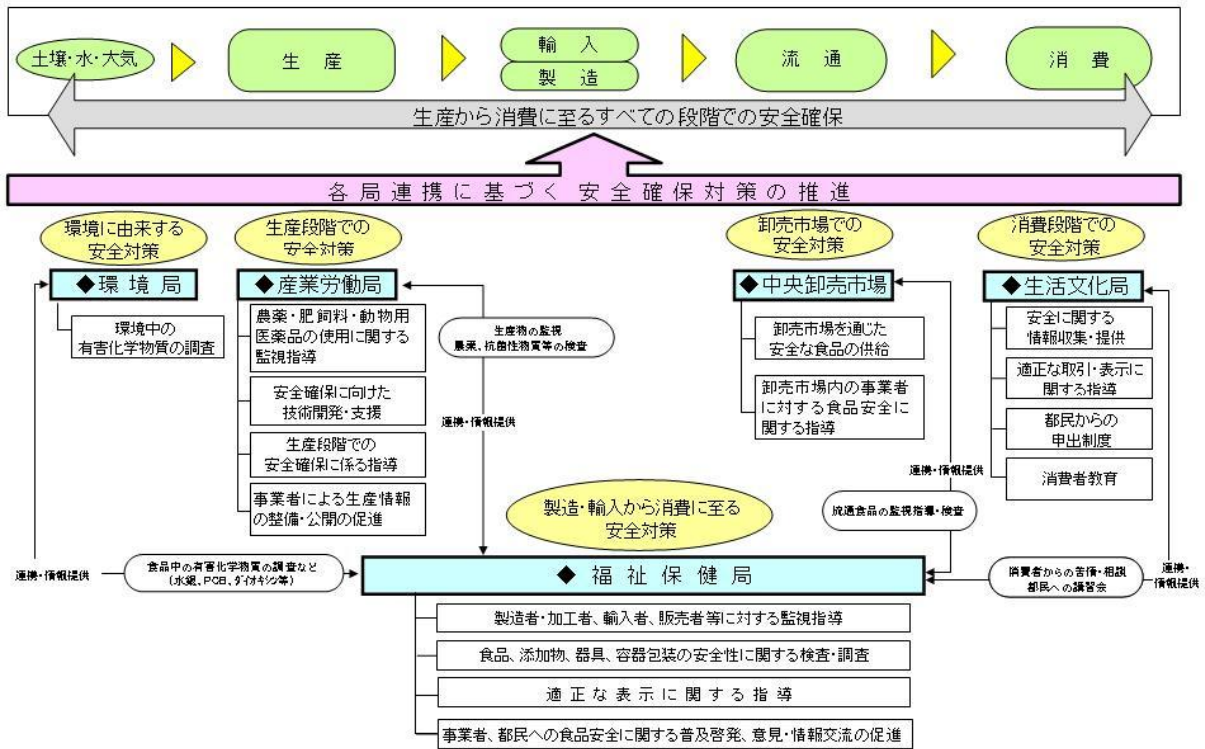 土壌・水・大気
生 産
輸 入
製 造
流 通
消 費
生産から消費に至るすべての段階での安全確保
各局連携に基づく 安全確保対策の推進
環境に由来する
安全対策
◆環境局
環境中の
有害化学物質の調査
生産段階での
安全対策
◆産業労働局
農薬・肥飼料・動物用
医薬品の使用に関する
監視指導
安全確保に向けた
技術開発・支援
生産段階での
安全確保に係る指導
事業者による生産情報
の整備・公開の促進
生産物の監視
農薬、抗菌性物質等の検査
連携・情報提供
卸売市場での
安全対策
◆中央卸売市場
卸売市場を通じた
安全な食品の供給
卸売市場内の事業者
に対する食品安全に
関する指導
連携・情報提供
流通食品の監視指導・検査
消費段階での
安全対策
◆生活文化局
安全に関する
情報収集・提供
適正な取引・表示に
関する指導
都民からの
申出制度
消費者教育
製造・輸入から消費に至る
安全対策
連携・情報提供
食品中の有害化学物質の調査など
(水銀、PCB、ダイオキシン等)
◆ 福祉保健局
消費者からの苦情・相談
都民への講習会
連携・
情報提供
製造者・加工者、輸入者、販売者等に対する監視指導
食品、添加物、器具、容器包装の安全性に関する検査・調査
適正な表示に関する指導
事業者、都民への食品安全に関する普及啓発、意見・情報交流の促進